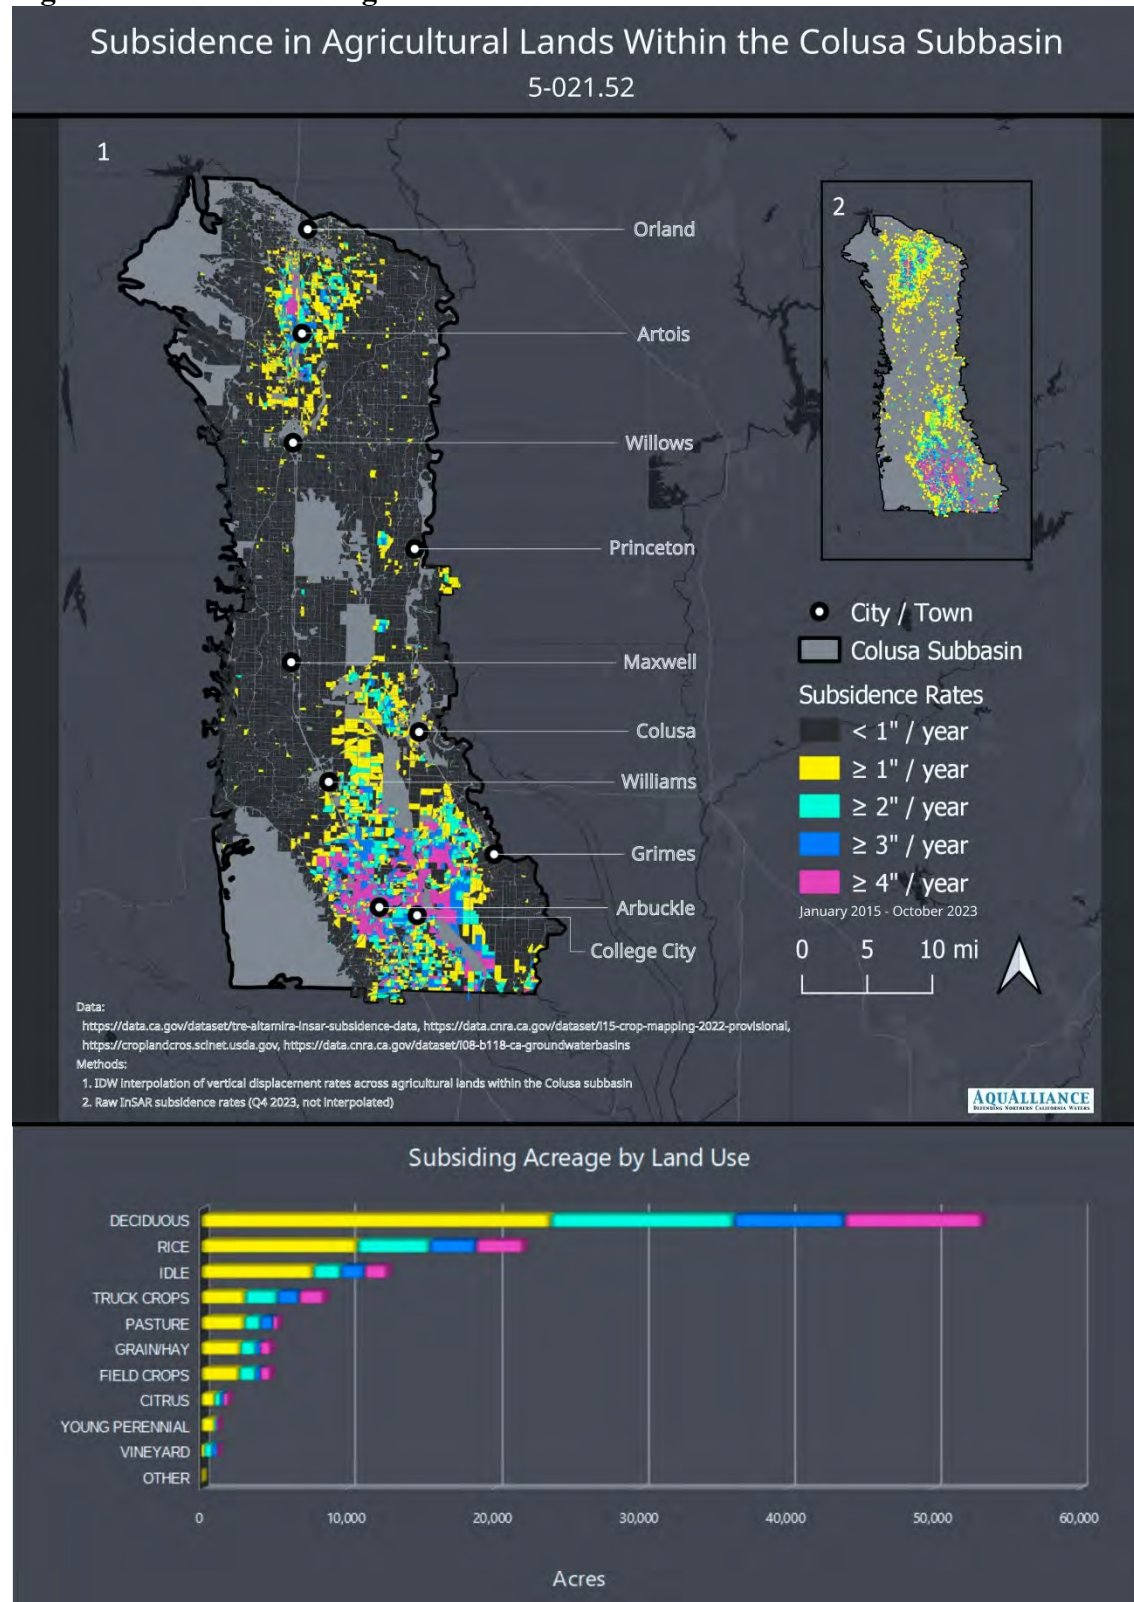 Subsidence in Agricultural Lands Within the Colusa Subbasin
5-021.52
1
2
Orland
Artois
Willows
Princeton
Maxwell
Colusa
Williams
Grimes
Arbuckle
College City
City / Town
Colusa Subbasin
Subsidence Rates
< 1" / year
≥ 1" / year
≥ 2" / year
≥ 3" / year
≥ 4" / year
January 2015 - October 2023
0 5 10 mi
Data:
https://data.ca.gov/dataset/tre-altamira-insar-subsidence-data, https://data.cnra.ca.gov/dataset/i15-crop-mapping-2022-provisional,
https://croplandcros.scinet.usda.gov, https://data.cnra.ca.gov/dataset/i08-b118-ca-groundwaterbasins
Methods:
1. IDW interpolation of vertical displacement rates across agricultural lands within the Colusa subbasin
2. Raw InSAR subsidence rates (Q4 2023, not interpolated)
AQUALLIANCE
DEFENDING NORTHERN CALIFORNIA WATERS
Subsiding Acreage by Land Use
DECIDUOUS
RICE
IDLE
TRUCK CROPS
PASTURE
GRAIN/HAY
FIELD CROPS
CITRUS
YOUNG PERENNIAL
VINEYARD
OTHER
0 10,000 20,000 30,000 40,000 50,000 60,000
Acres